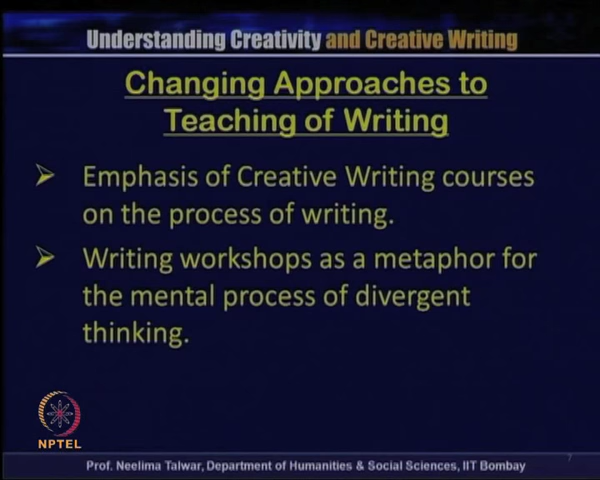 Understanding Creativity and Creative Writing
Changing Approaches to
Teaching of Writing
Emphasis of Creative Writing courses
on the process of writing.
Writing workshops as a metaphor for
the mental process of divergent
thinking.
NPTEL
7
Prof. Neelima Talwar, Department of Humanities & Social Sciences, IIT Bombay